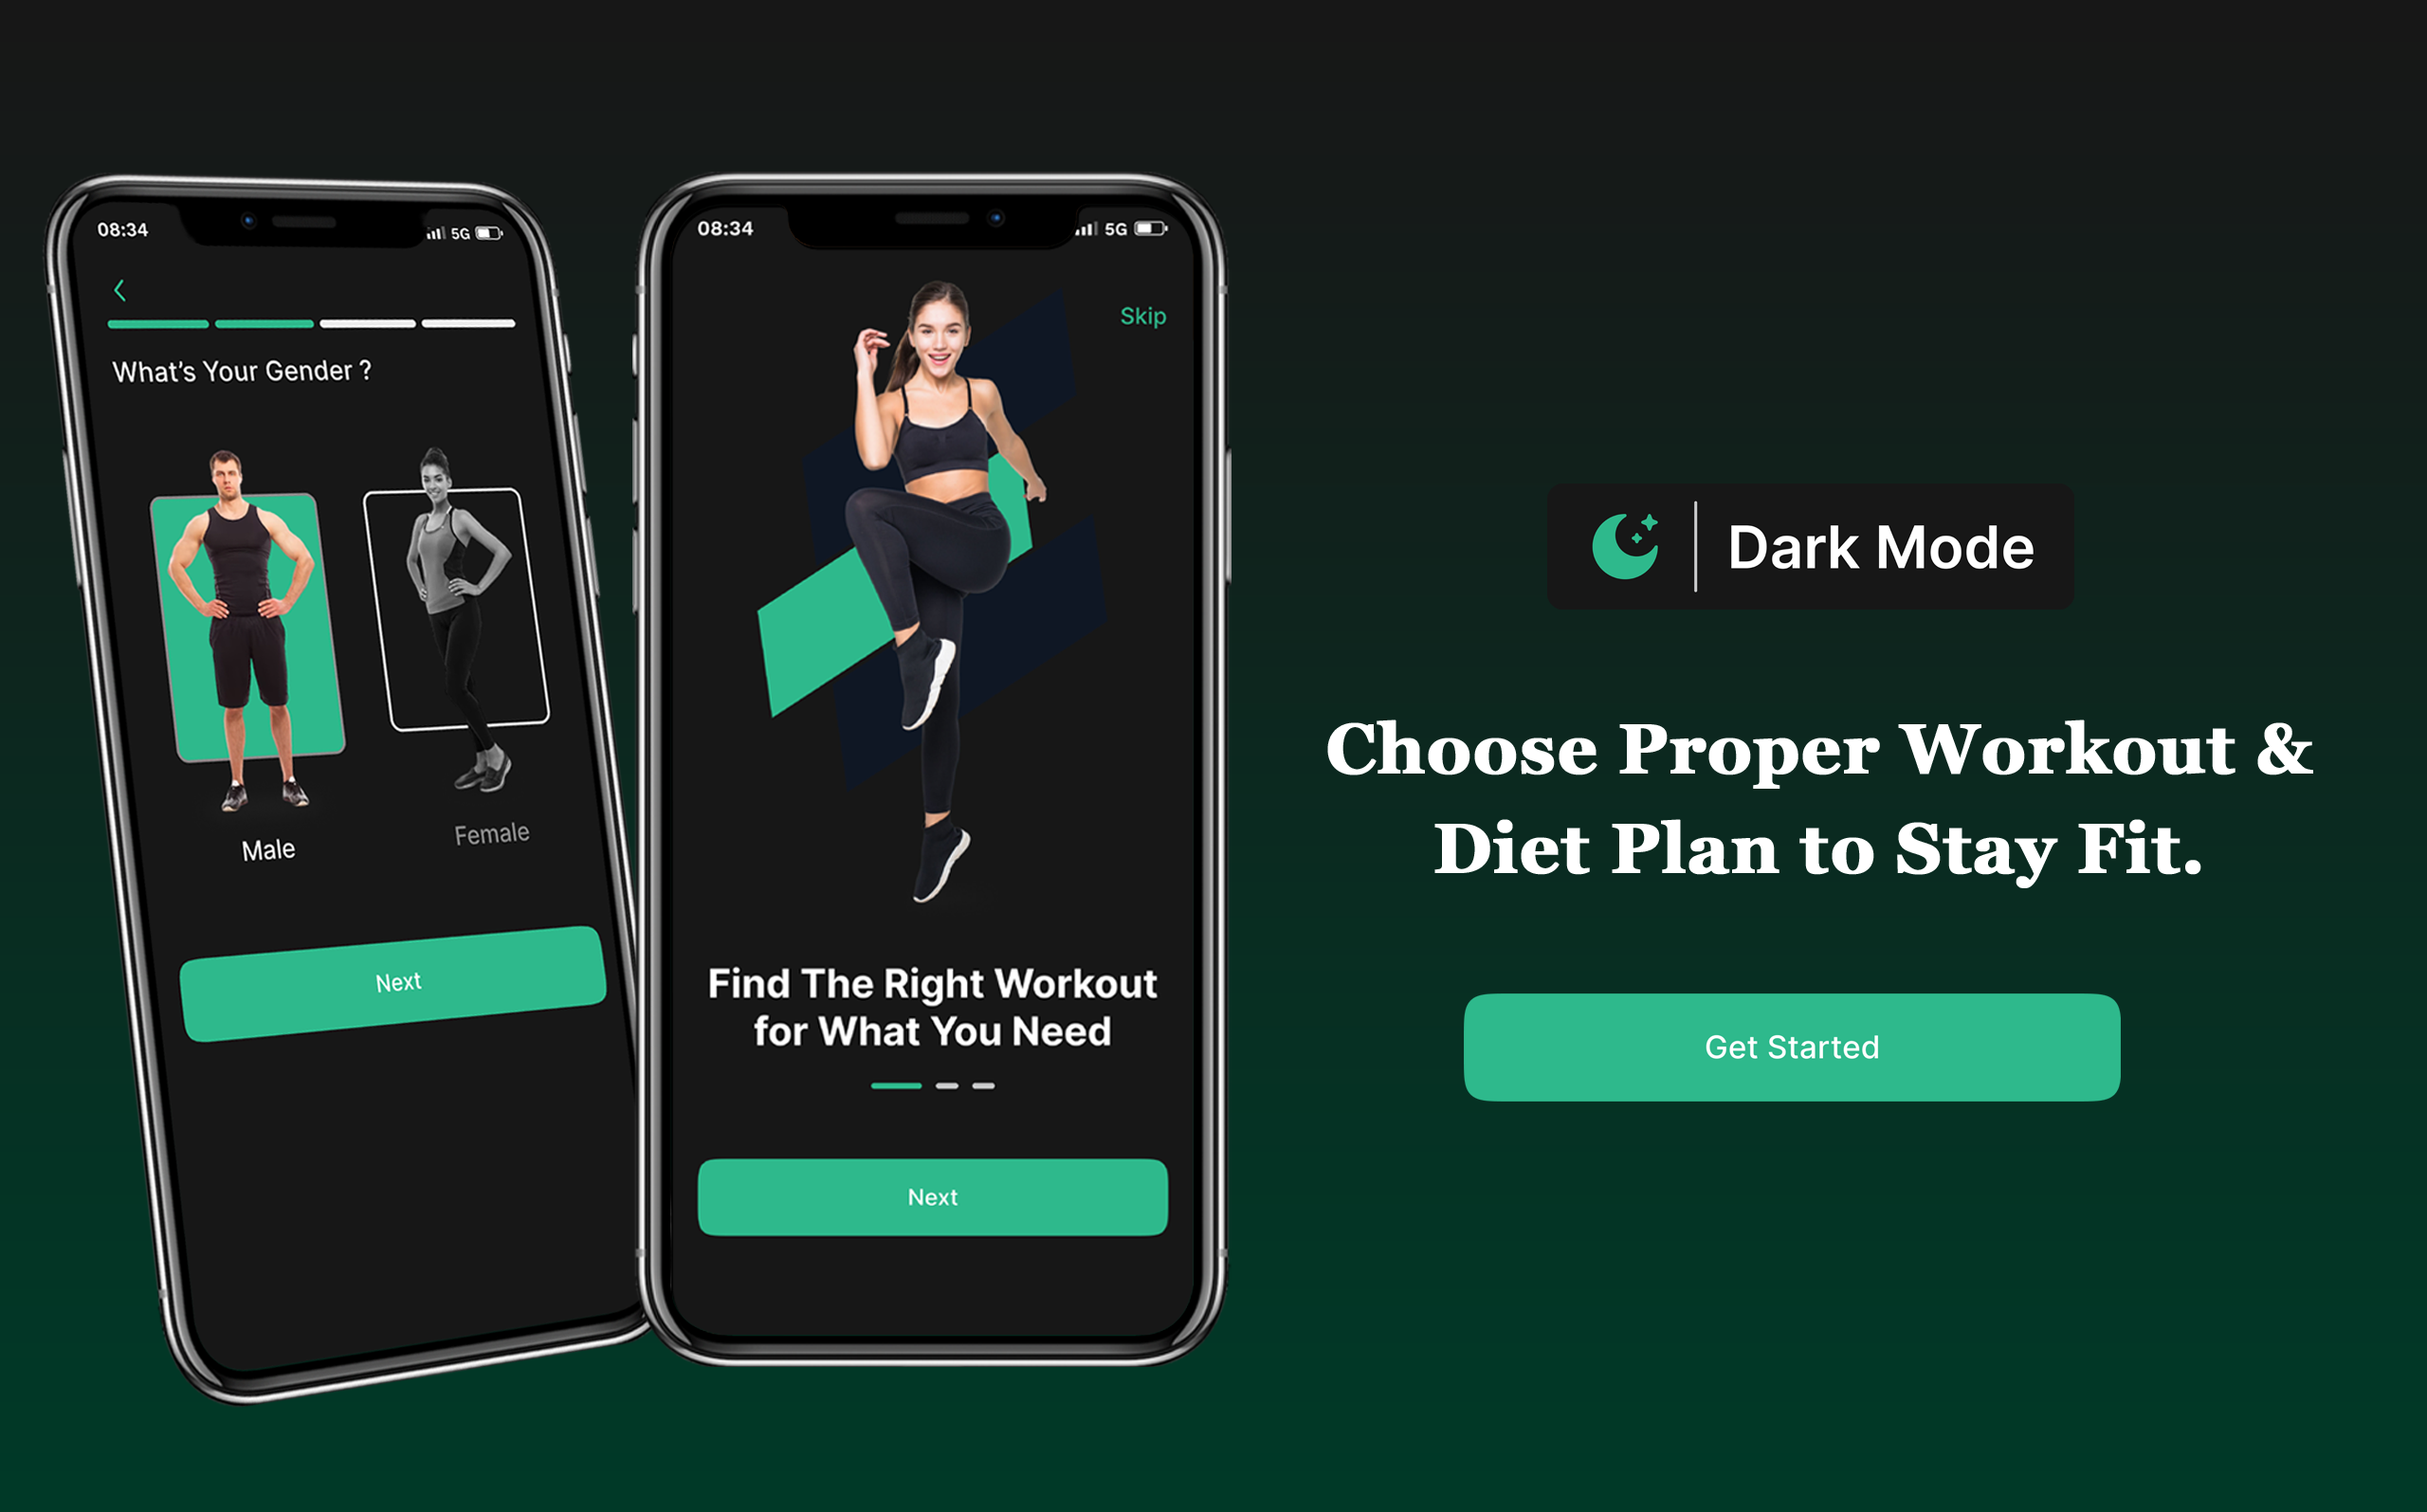 08:34
5G
What's Your Gender ?
Male
Female
Next
08:34
5G
Skip
Find The Right Workout
for What You Need
Next
Dark Mode
Choose Proper Workout &
Diet Plan to Stay Fit.
Get Started